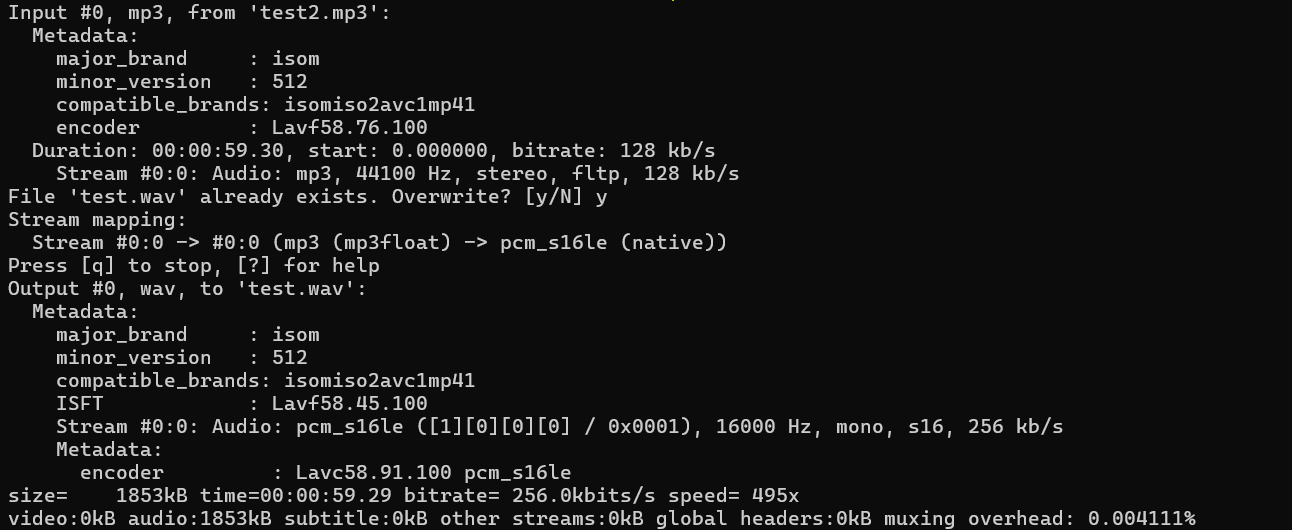 Input #0, mp3, from 'test2.mp3':
  Metadata:
    major_brand     : isom
    minor_version   : 512
    compatible_brands: isomiso2avc1mp41
    encoder         : Lavf58.76.100
  Duration: 00:00:59.30, start: 0.000000, bitrate: 128 kb/s
    Stream #0:0: Audio: mp3, 44100 Hz, stereo, fltp, 128 kb/s
File 'test.wav' already exists. Overwrite? [y/N] y
Stream mapping:
  Stream #0:0 -> #0:0 (mp3 (mp3float) -> pcm_s16le (native))
Press [q] to stop, [?] for help
Output #0, wav, to 'test.wav':
  Metadata:
    major_brand     : isom
    minor_version   : 512
    compatible_brands: isomiso2avc1mp41
    ISFT            : Lavf58.45.100
    Stream #0:0: Audio: pcm_s16le ([1][0][0][0] / 0x0001), 16000 Hz, mono, s16, 256 kb/s
    Metadata:
      encoder         : Lavc58.91.100 pcm_s16le
size=    1853kB time=00:00:59.29 bitrate= 256.0kbits/s speed= 495x
video:0kB audio:1853kB subtitle:0kB other streams:0kB global headers:0kB muxing overhead: 0.004111%